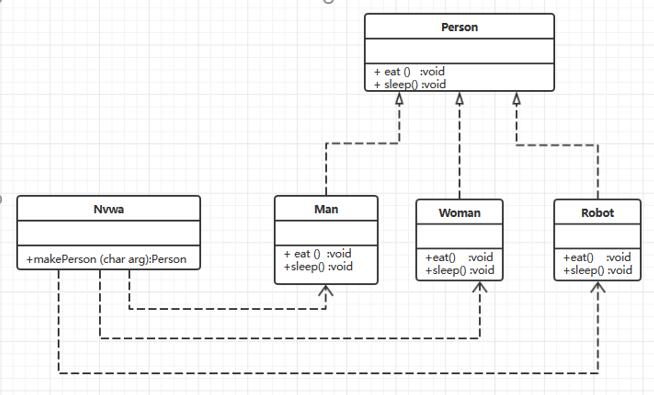 Person
+ eat () :void
+ sleep() :void
Nvwa
+makePerson (char arg):Person
Man
+ eat () :void
+sleep() :void
Woman
+eat() :void
+sleep() :void
Robot
+eat() :void
+sleep() :void